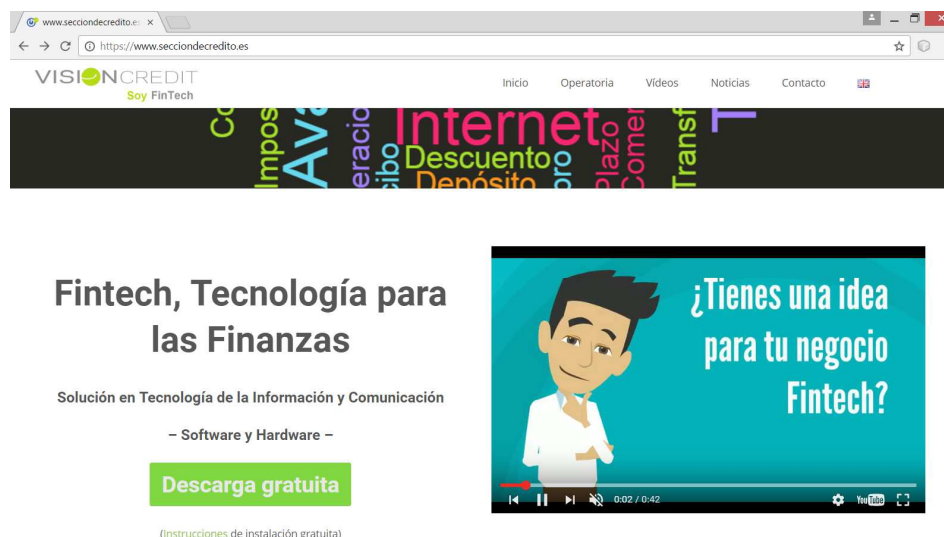 www.secciondecredito.es
https://www.secciondecredito.es
VISIONCREDIT
Soy FinTech
Inicio Operatoria Vídeos Noticias Contacto
Internet
Descuento
Depósito
Plazo
Fintech, Tecnología para
las Finanzas
Solución en Tecnología de la Información y Comunicación
– Software y Hardware –
Descarga gratuita
(Instrucciones de instalación gratuita)
¿Tienes una idea
para tu negocio
Fintech?
0:02 / 0:42
YouTube